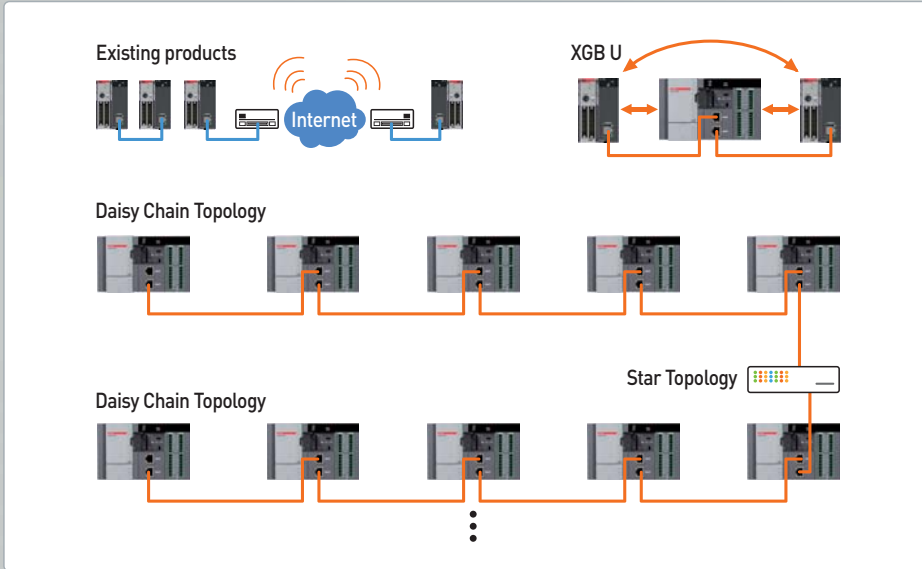 Existing products
XGB U
Internet
Daisy Chain Topology
Star Topology
Daisy Chain Topology